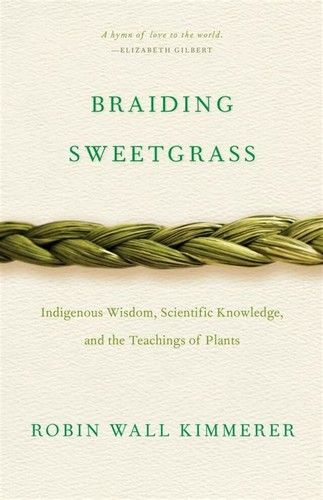 A hymn of love to the world.
—ELIZABETH GILBERT
BRAIDING
SWEETGRASS
Indigenous Wisdom, Scientific Knowledge,
and the Teachings of Plants
ROBIN WALL KIMMERER